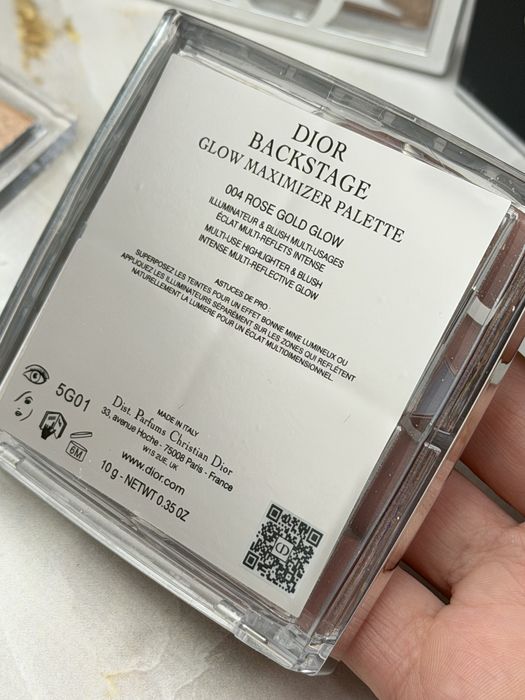 DIOR
BACKSTAGE
GLOW MAXIMIZER PALETTE
004 ROSE GOLD GLOW
ILLUMINATEUR & BLUSH MULTI-USAGES
ÉCLAT MULTI-REFLETS INTENSE
MULTI-USE HIGHLIGHTER & BLUSH
INTENSE MULTI-REFLECTIVE GLOW
ASTUCES DE PRO :
SUPERPOSEZ LES TEINTES POUR UN EFFET BONNE MINE LUMINEUX OU
APPLIQUEZ LES ILLUMINATEURS SÉPARÉMENT SUR LES ZONES QUI REFLÈTENT
NATURELLEMENT LA LUMIÈRE POUR UN ÉCLAT MULTIDIMENSIONNEL.
5G01
6M
MADE IN ITALY
Dist. Parfums Christian Dior
33, avenue Hoche - 75008 Paris - France
W1S 2UE, UK
www.dior.com
10 g - NETWT 0.35 OZ
CD